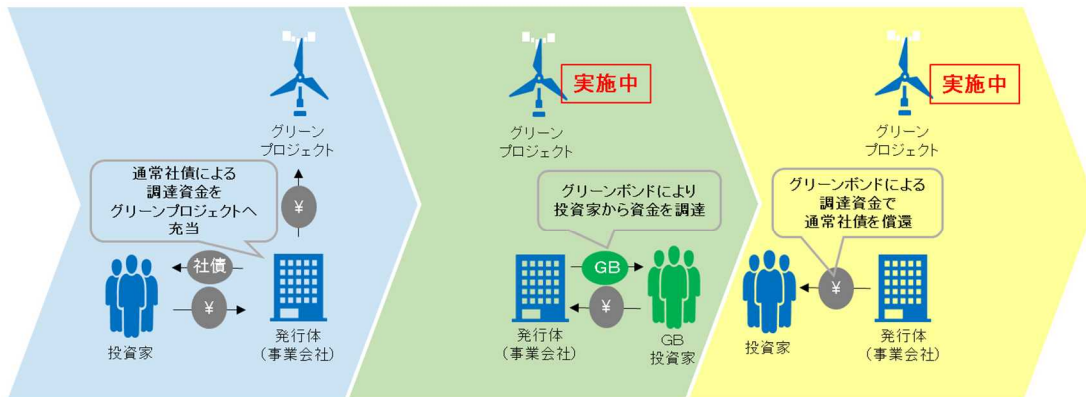 グリーン
プロジェクト
通常社債による
調達資金を
グリーンプロジェクトへ
充当
¥
社債
¥
投資家
発行体
(事業会社)
実施中
グリーン
プロジェクト
グリーンボンドにより
投資家から資金を調達
GB
¥
発行体
(事業会社)
GB
投資家
実施中
グリーン
プロジェクト
グリーンボンドによる
調達資金で
通常社債を償還
¥
投資家
発行体
(事業会社)